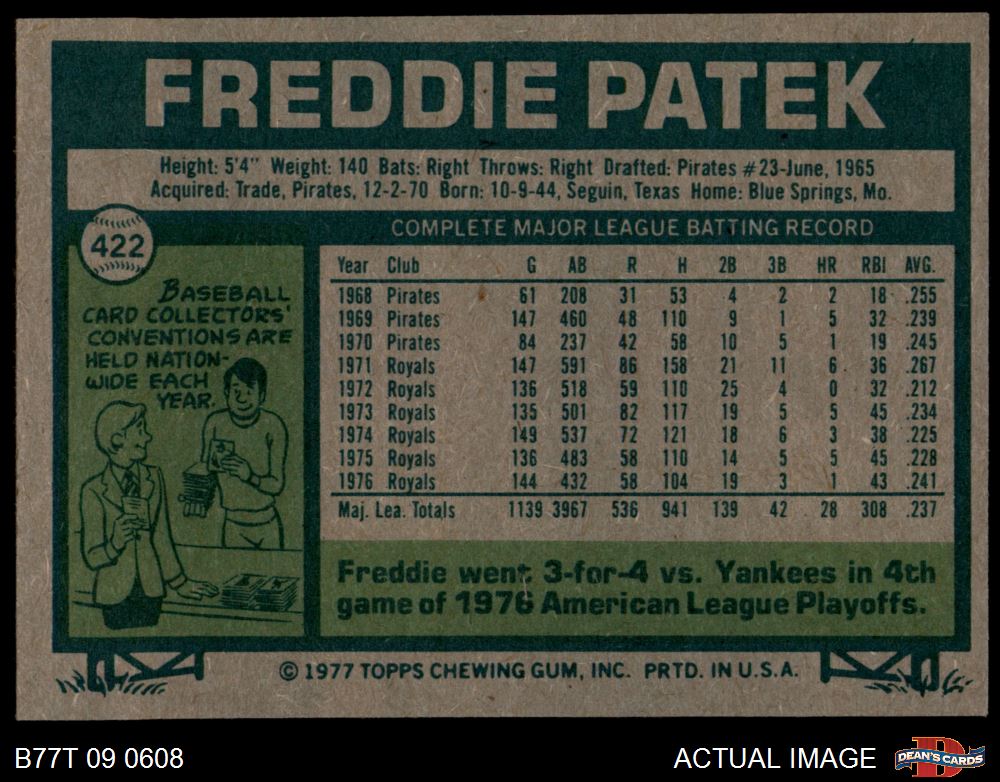 FREDDIE PATEK
Height: 5'4" Weight: 140 Bats: Right Throws: Right Drafted: Pirates #23-June, 1965
Acquired: Trade, Pirates, 12-2-70 Born: 10-9-44, Seguin, Texas Home: Blue Springs, Mo.
422
BASEBALL
CARD COLLECTORS'
CONVENTIONS ARE
HELD NATION-
WIDE EACH
YEAR.
COMPLETE MAJOR LEAGUE BATTING RECORD
Year Club G AB R H 2B 3B HR RBI AVG.
1968 Pirates 61 208 31 53 4 2 2 18 .255
1969 Pirates 147 460 48 110 9 1 5 32 .239
1970 Pirates 84 237 42 58 10 5 1 19 .245
1971 Royals 147 591 86 158 21 11 6 36 .267
1972 Royals 136 518 59 110 25 4 0 32 .212
1973 Royals 135 501 82 117 19 5 5 45 .234
1974 Royals 149 537 72 121 18 6 3 38 .225
1975 Royals 136 483 58 110 14 5 5 45 .228
1976 Royals 144 432 58 104 19 3 1 43 .241
Maj. Lea. Totals 1139 3967 536 941 139 42 28 308 .237
Freddie went 3-for-4 vs. Yankees in 4th
game of 1976 American League Playoffs.
© 1977 TOPPS CHEWING GUM, INC. PRTD. IN U.S.A.
B77T 09 0608
ACTUAL IMAGE
D
DEAN'S CARDS